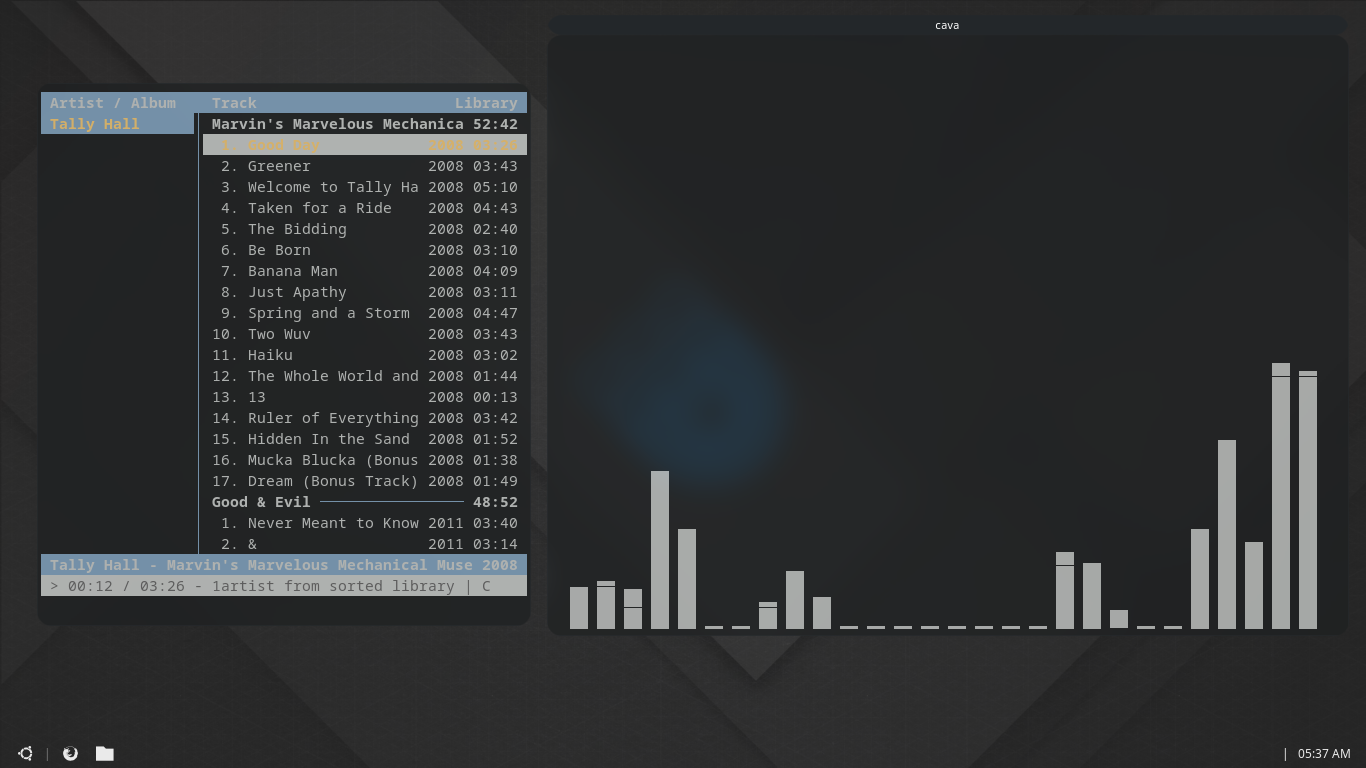 cava
Artist / Album Track Library
Tally Hall Marvin's Marvelous Mechanica 52:42
1. Good Day 2008 03:26
2. Greener 2008 03:43
3. Welcome to Tally Ha 2008 05:10
4. Taken for a Ride 2008 04:43
5. The Bidding 2008 02:40
6. Be Born 2008 03:10
7. Banana Man 2008 04:09
8. Just Apathy 2008 03:11
9. Spring and a Storm 2008 04:47
10. Two Wuv 2008 03:43
11. Haiku 2008 03:02
12. The Whole World and 2008 01:44
13. 13 2008 00:13
14. Ruler of Everything 2008 03:42
15. Hidden In the Sand 2008 01:52
16. Mucka Blucka (Bonus 2008 01:38
17. Dream (Bonus Track) 2008 01:49
Good & Evil 48:52
1. Never Meant to Know 2011 03:40
2. & 2011 03:14
Tally Hall - Marvin's Marvelous Mechanical Muse 2008
> 00:12 / 03:26 - 1artist from sorted library | C
| | 05:37 AM